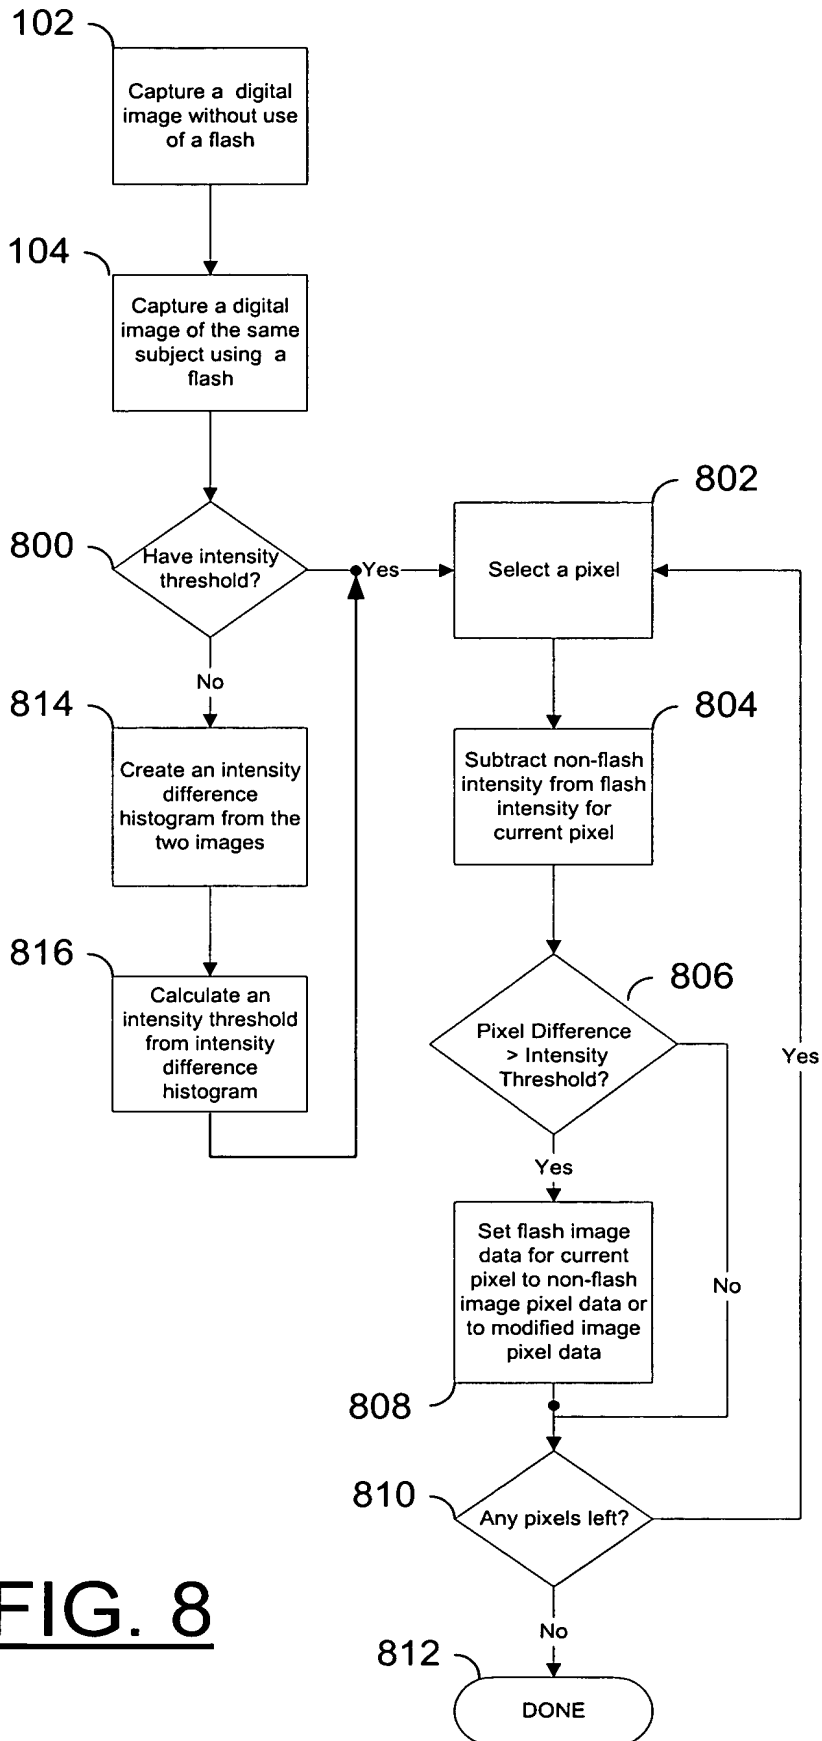 102
Capture a digital
image without use
of a flash
104
Capture a digital
image of the same
subject using a
flash
800
Have intensity
threshold?
Yes
No
802
Select a pixel
814
Create an intensity
difference
histogram from the
two images
804
Subtract non-flash
intensity from flash
intensity for
current pixel
816
Calculate an
intensity threshold
from intensity
difference
histogram
806
Pixel Difference
> Intensity
Threshold?
Yes
Yes
No
Set flash image
data for current
pixel to non-flash
image pixel data or
to modified image
pixel data
808
810
Any pixels left?
No
812
DONE
FIG. 8